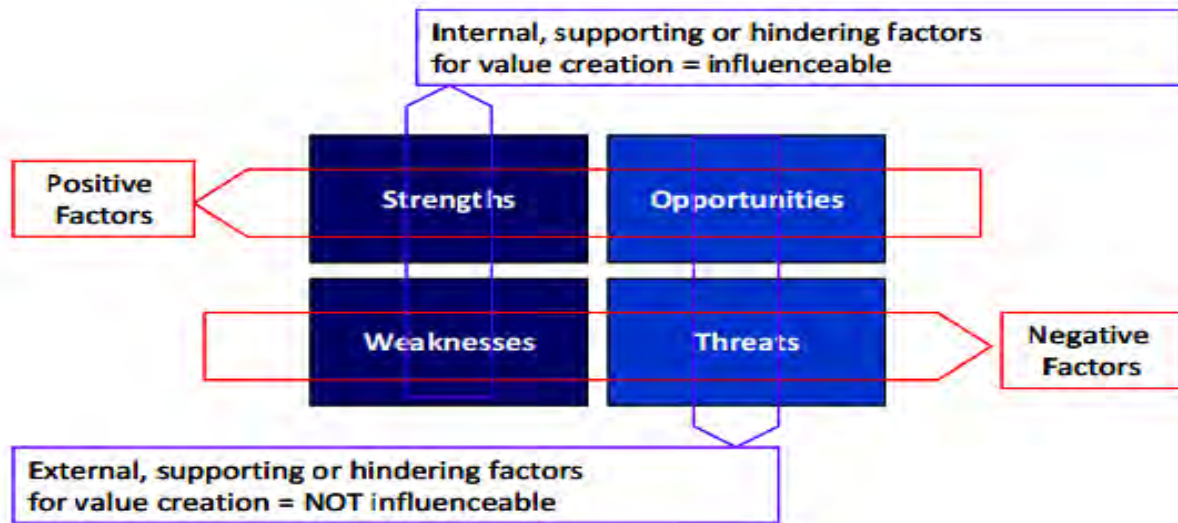 Internal, supporting or hindering factors
for value creation = influenceable
Positive
Factors
Strengths
Opportunities
Weaknesses
Threats
Negative
Factors
External, supporting or hindering factors
for value creation = NOT influenceable